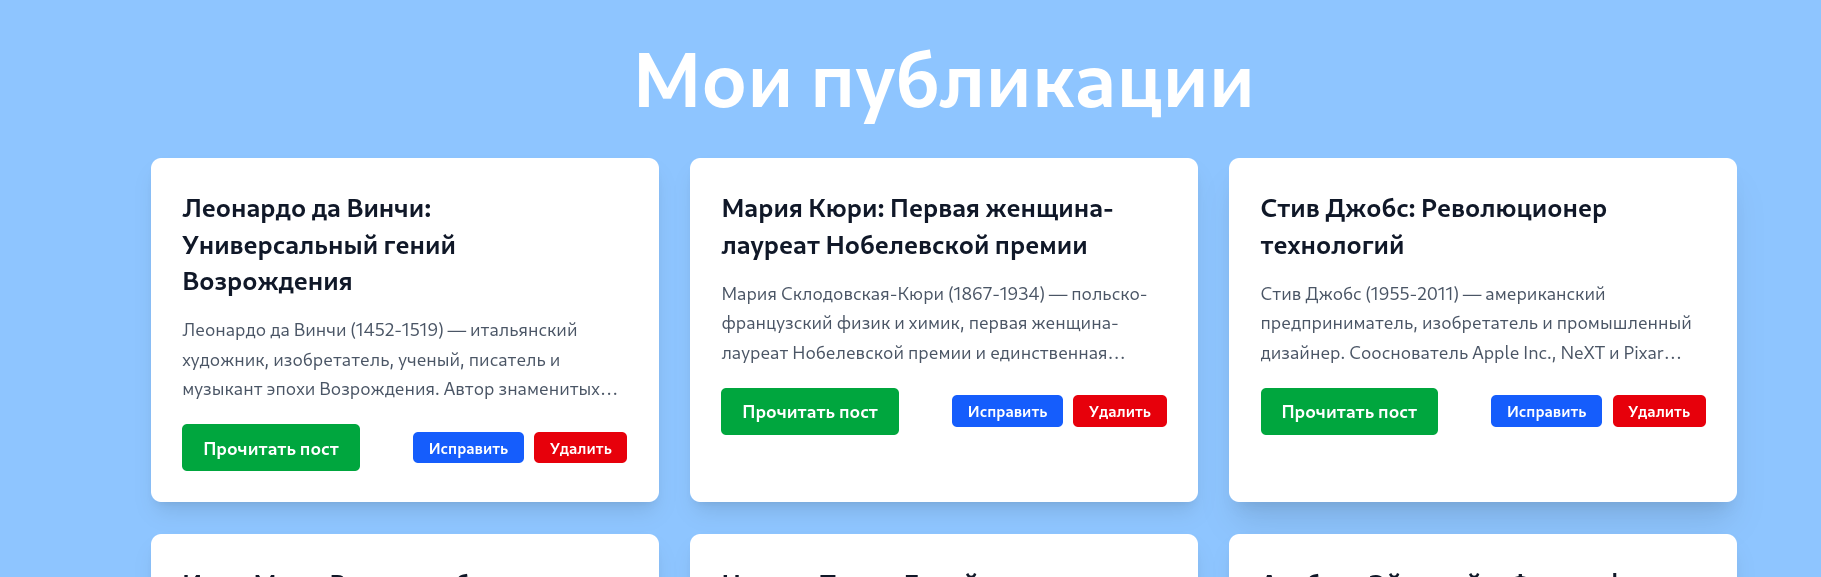 Мои публикации
Леонардо да Винчи:
Универсальный гений
Возрождения
Леонардо да Винчи (1452-1519) — итальянский
художник, изобретатель, ученый, писатель и
музыкант эпохи Возрождения. Автор знаменитых…
Прочитать пост
Исправить
Удалить
Мария Кюри: Первая женщина-
лауреат Нобелевской премии
Мария Склодовская-Кюри (1867-1934) — польско-
французский физик и химик, первая женщина-
лауреат Нобелевской премии и единственная…
Прочитать пост
Исправить
Удалить
Стив Джобс: Революционер
технологий
Стив Джобс (1955-2011) — американский
предприниматель, изобретатель и промышленный
дизайнер. Сооснователь Apple Inc., NeXT и Pixar…
Прочитать пост
Исправить
Удалить